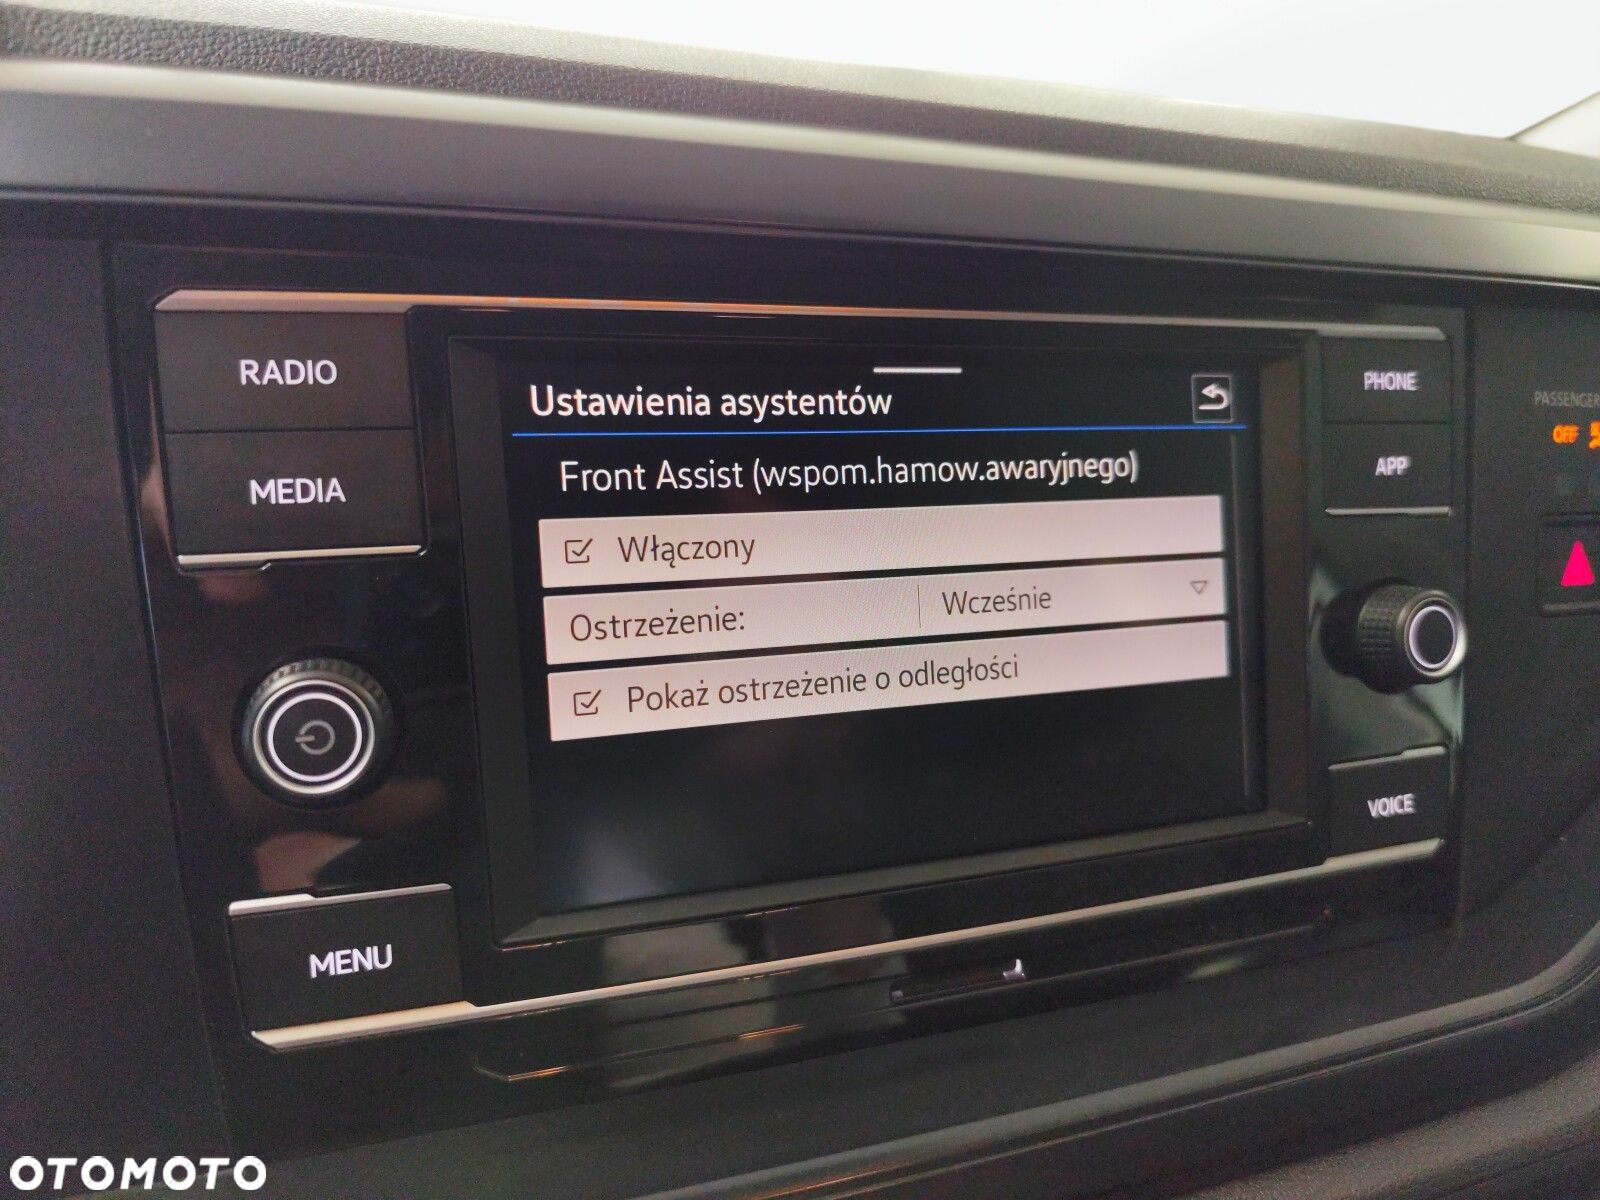 RADIO
MEDIA
MENU
Ustawienia asystentów
Front Assist (wspom.hamow.awaryjnego)
Włączony
Ostrzeżenie: Wcześnie
Pokaż ostrzeżenie o odległości
PHONE
APP
VOICE
PASSENGER
OFF
OTOMOTO